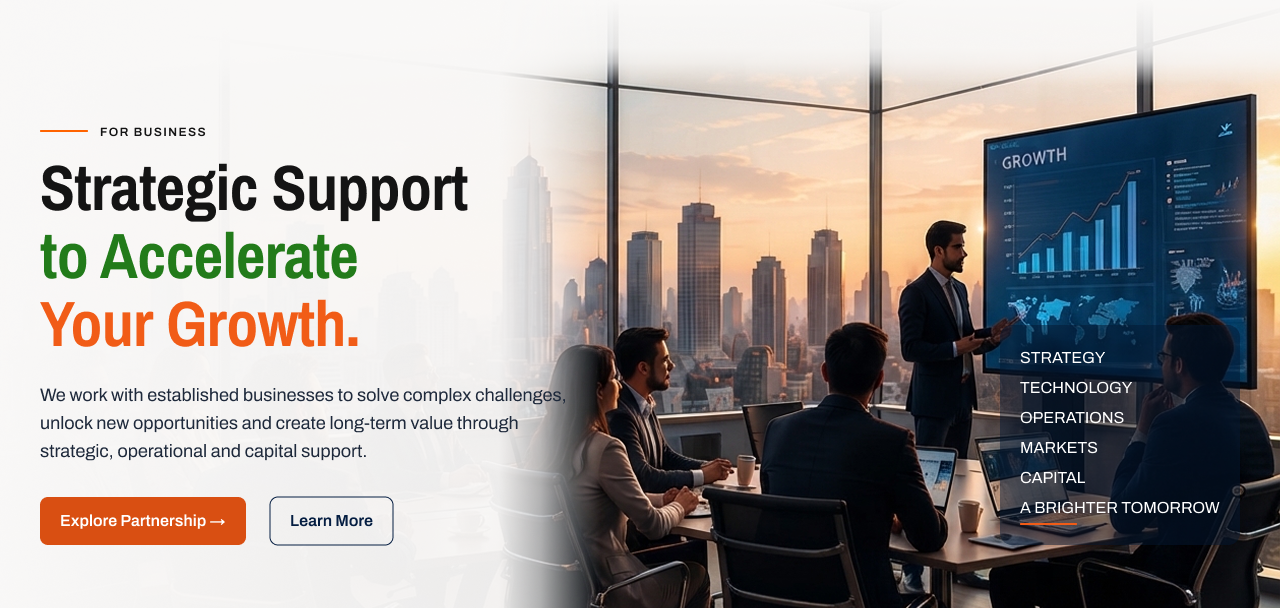 FOR BUSINESS
Strategic Support
to Accelerate
Your Growth.
We work with established businesses to solve complex challenges,
unlock new opportunities and create long-term value through
strategic, operational and capital support.
Explore Partnership →
Learn More
GROWTH
STRATEGY
TECHNOLOGY
OPERATIONS
MARKETS
CAPITAL
A BRIGHTER TOMORROW